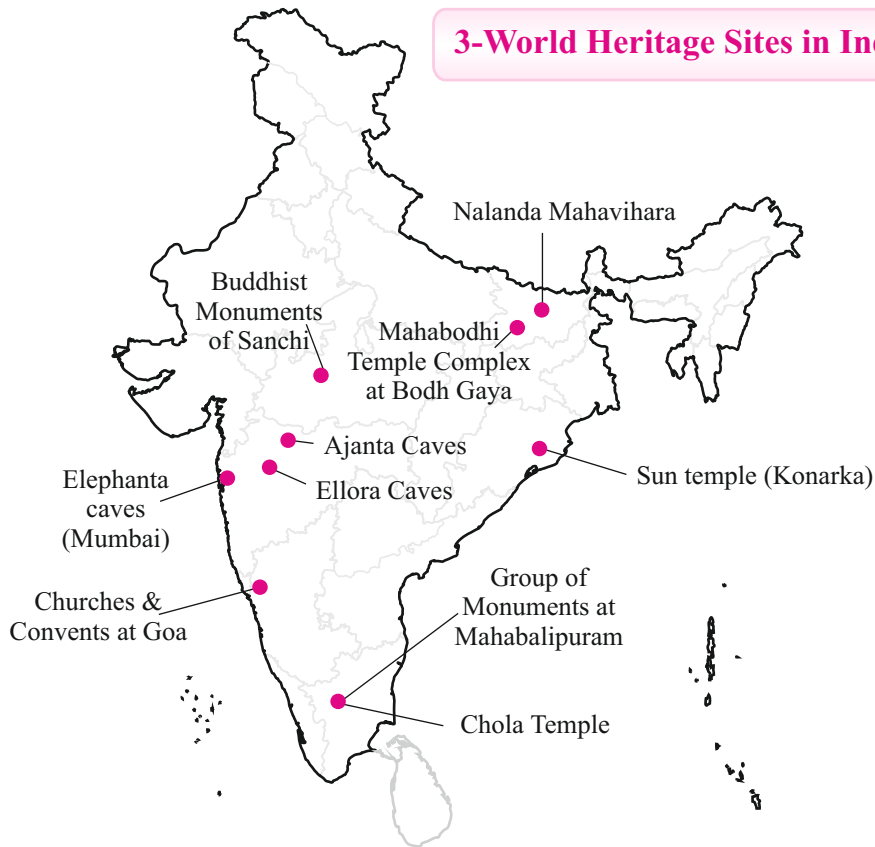 3-World Heritage Sites in In
Nalanda Mahavihara
Buddhist
Monuments
of Sanchi
Mahabodhi
Temple Complex
at Bodh Gaya
Ajanta Caves
Ellora Caves
Sun temple (Konarka)
Elephanta
caves
(Mumbai)
Churches &
Convents at Goa
Group of
Monuments at
Mahabalipuram
Chola Temple